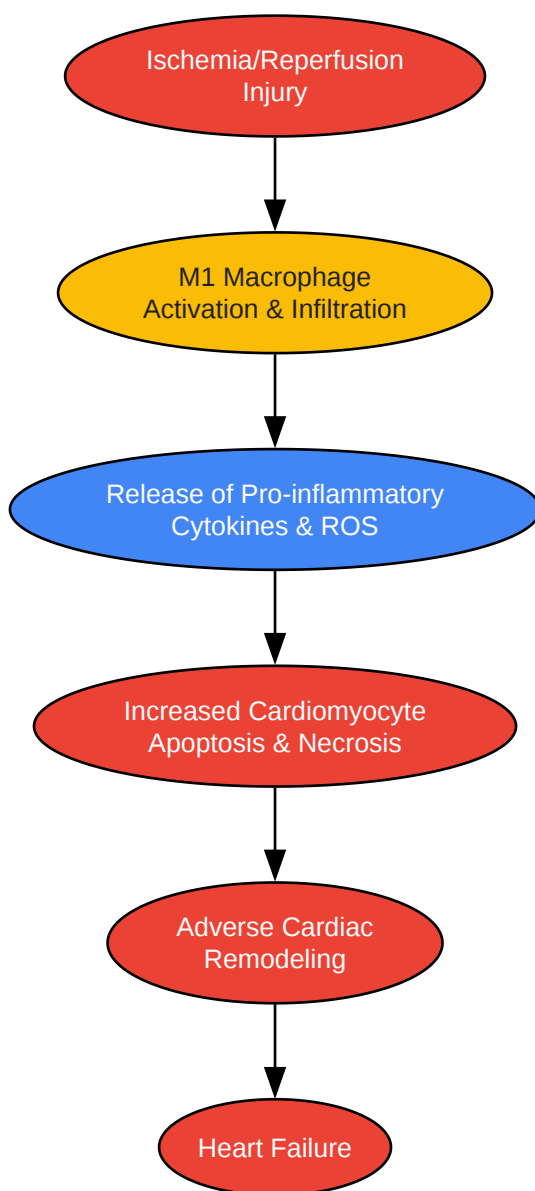 Ischemia/Reperfusion
Injury
M1 Macrophage
Activation & Infiltration
Release of Pro-inflammatory
Cytokines & ROS
Increased Cardiomyocyte
Apoptosis & Necrosis
Adverse Cardiac
Remodeling
Heart Failure